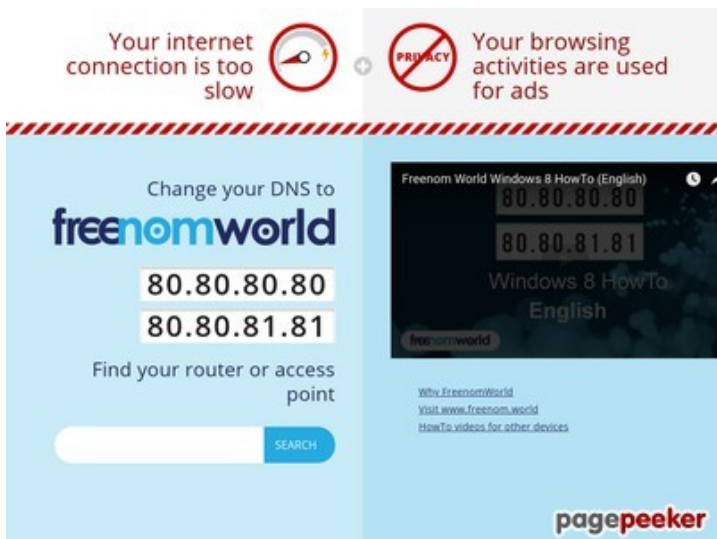 Your internet
connection is too
slow
PRIVACY
Your browsing
activities are used
for ads
Change your DNS to
freenomworld
80.80.80.80
80.80.81.81
Find your router or access
point
SEARCH
Freenom World Windows 8 HowTo (English)
80.80.80.80
80.80.81.81
Windows 8 HowTo
English
freenomworld
Why FreenomWorld
Visit www.freenom.world
HowTo videos for other devices
pagepeeker